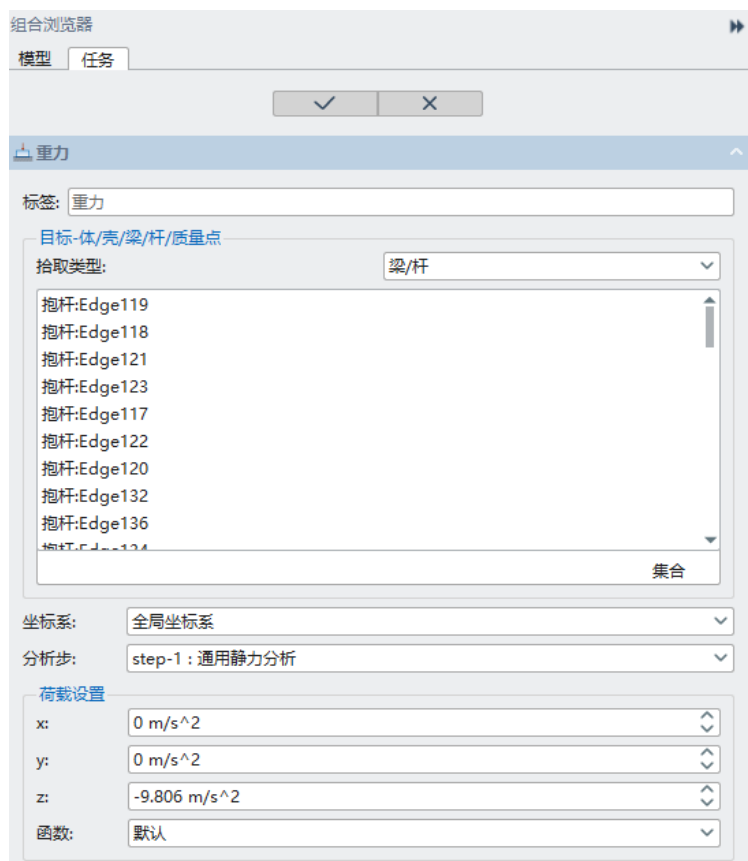 组合浏览器
模型 任务
重力
标签: 重力
目标-体/壳/梁/杆/质量点
拾取类型: 梁/杆
抱杆:Edge119
抱杆:Edge118
抱杆:Edge121
抱杆:Edge123
抱杆:Edge117
抱杆:Edge122
抱杆:Edge120
抱杆:Edge132
抱杆:Edge136
抱杆:Edge134
集合
坐标系: 全局坐标系
分析步: step-1 : 通用静力分析
荷载设置
x: 0 m/s^2
y: 0 m/s^2
z: -9.806 m/s^2
函数: 默认